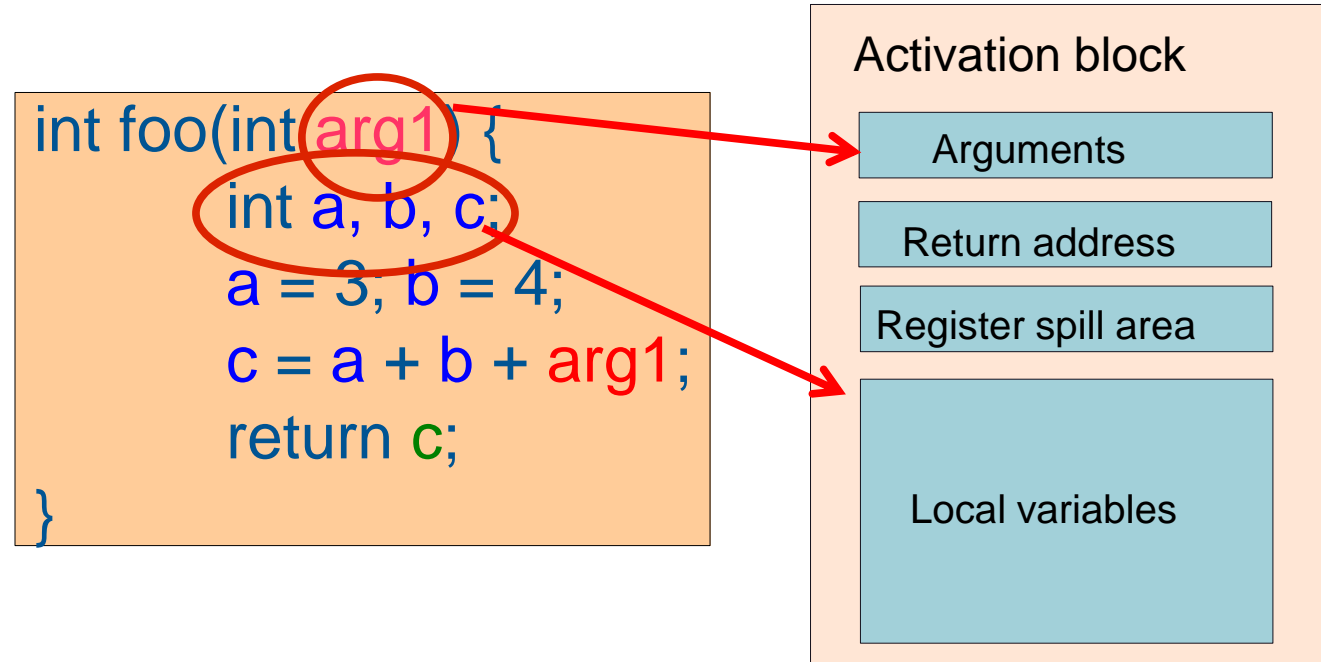 int foo(int arg1) {
int a, b, c;
a = 3; b = 4;
c = a + b + arg1;
return c;
}
Activation block
Arguments
Return address
Register spill area
Local variables